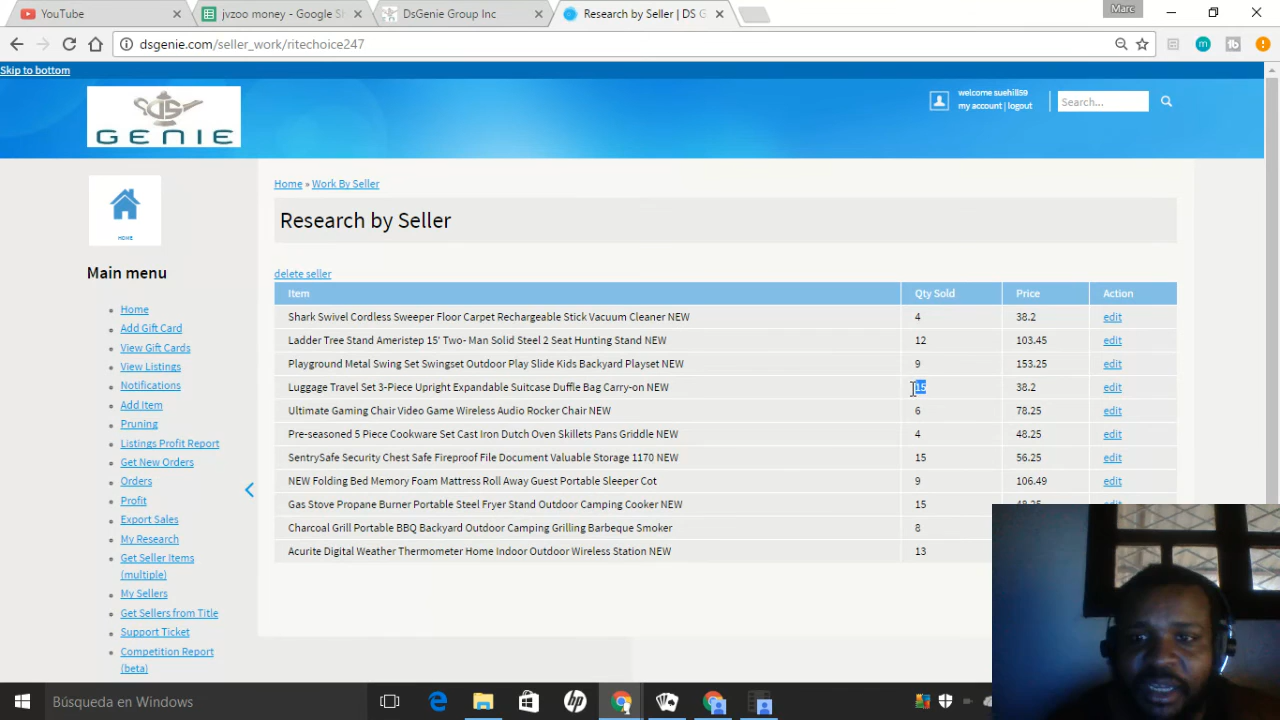 YouTube
jvzoo money - Google Sh
DsGenie Group Inc
Research by Seller | DS G
Marc
dsgenie.com/seller_work/ritechoice247
Skip to bottom
ds
GENIE
welcome suehill59
my account | logout
Search...
HOME
Home » Work By Seller
Research by Seller
Main menu
Home
Add Gift Card
View Gift Cards
View Listings
Notifications
Add Item
Pruning
Listings Profit Report
Get New Orders
Orders
Profit
Export Sales
My Research
Get Seller Items
(multiple)
My Sellers
Get Sellers from Title
Support Ticket
Competition Report
(beta)
delete seller
Item Qty Sold Price Action
Shark Swivel Cordless Sweeper Floor Carpet Rechargeable Stick Vacuum Cleaner NEW 4 38.2 edit
Ladder Tree Stand Ameristep 15' Two- Man Solid Steel 2 Seat Hunting Stand NEW 12 103.45 edit
Playground Metal Swing Set Swingset Outdoor Play Slide Kids Backyard Playset NEW 9 153.25 edit
Luggage Travel Set 3-Piece Upright Expandable Suitcase Duffle Bag Carry-on NEW 15 38.2 edit
Ultimate Gaming Chair Video Game Wireless Audio Rocker Chair NEW 6 78.25 edit
Pre-seasoned 5 Piece Cookware Set Cast Iron Dutch Oven Skillets Pans Griddle NEW 4 48.25 edit
SentrySafe Security Chest Safe Fireproof File Document Valuable Storage 1170 NEW 15 56.25 edit
NEW Folding Bed Memory Foam Mattress Roll Away Guest Portable Sleeper Cot 9 106.49 edit
Gas Stove Propane Burner Portable Steel Fryer Stand Outdoor Camping Cooker NEW 15
Charcoal Grill Portable BBQ Backyard Outdoor Camping Grilling Barbeque Smoker 8
Acurite Digital Weather Thermometer Home Indoor Outdoor Wireless Station NEW 13
Búsqueda en Windows